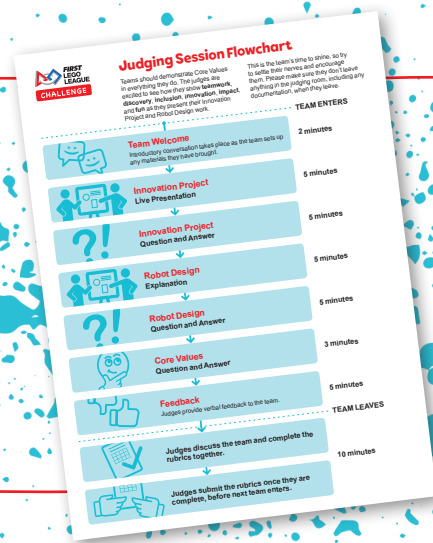 FIRST
LEGO
LEAGUE
CHALLENGE
Judging Session Flowchart
Teams should demonstrate Core Values
in everything they do. The judges are
excited to see how they show teamwork,
discovery, inclusion, innovation, impact,
and fun as they present their Innovation
Project and Robot Design work.
This is the team's time to shine, so try
to settle their nerves and encourage
them. Please make sure they don't leave
anything in the judging room, including any
documentation, when they leave.
TEAM ENTERS
Team Welcome
Introductory conversation takes place as the team sets up
any materials they have brought.
2 minutes
Innovation Project
Live Presentation
5 minutes
Innovation Project
Question and Answer
5 minutes
Robot Design
Explanation
5 minutes
Robot Design
Question and Answer
5 minutes
Core Values
Question and Answer
3 minutes
Feedback
Judges provide verbal feedback to the team.
5 minutes
TEAM LEAVES
Judges discuss the team and complete the
rubrics together.
10 minutes
Judges submit the rubrics once they are
complete, before next team enters.